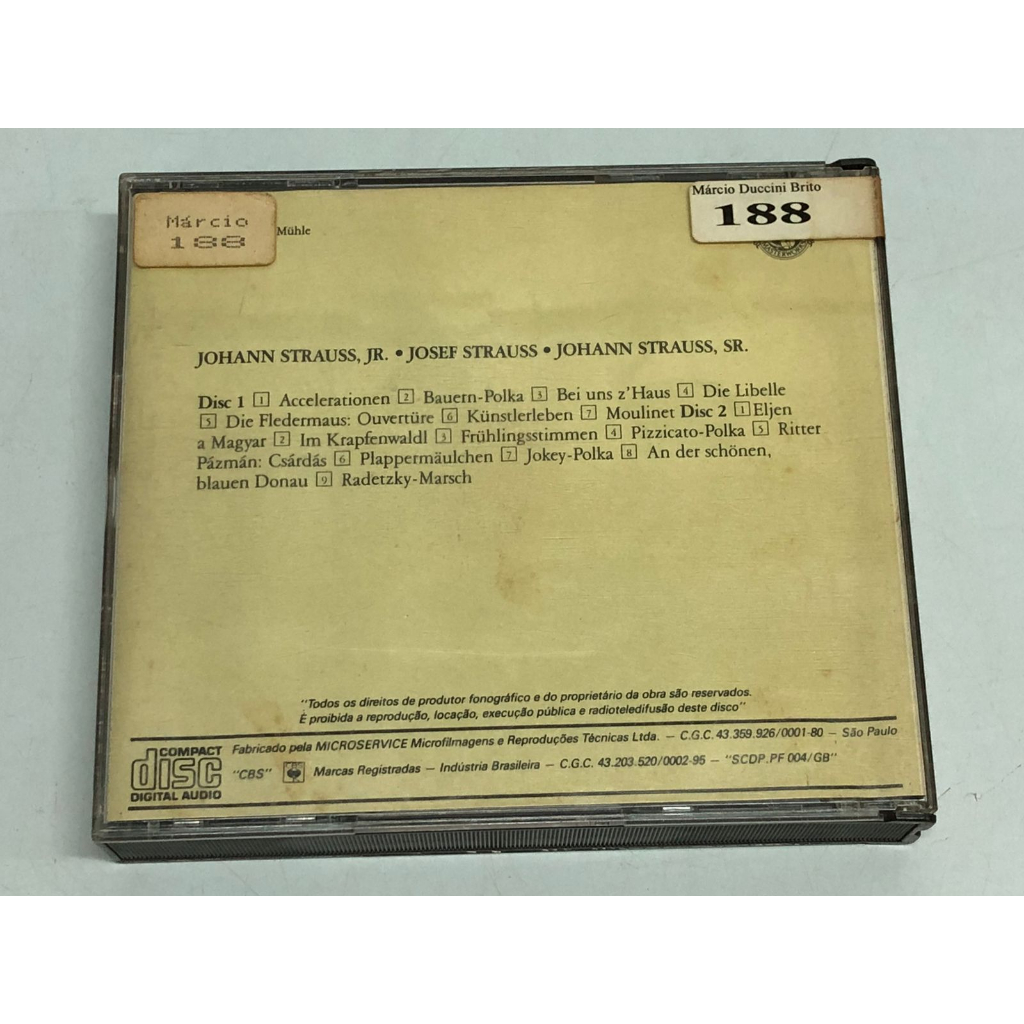 Márcio
188
Mühle
Márcio Duccini Brito
188
MASTERWORKS
JOHANN STRAUSS, JR. • JOSEF STRAUSS • JOHANN STRAUSS, SR.
Disc 1 1 Accelerationen 2 Bauern-Polka 3 Bei uns z'Haus 4 Die Libelle
5 Die Fledermaus: Ouvertüre 6 Künstlerleben 7 Moulinet Disc 2 1 Eljen
a Magyar 2 Im Krapfenwaldl 3 Frühlingsstimmen 4 Pizzicato-Polka 5 Ritter
Pázmán: Csárdás 6 Plappermäulchen 7 Jokey-Polka 8 An der schönen,
blauen Donau 9 Radetzky-Marsch
"Todos os direitos de produtor fonográfico e do proprietário da obra são reservados.
É proibida a reprodução, locação, execução pública e radioteledifusão deste disco"
COMPACT
disc
DIGITAL AUDIO
Fabricado pela MICROSERVICE Microfilmagens e Reproduções Técnicas Ltda. — C.G.C. 43.359.926/0001-80 — São Paulo
"CBS" Marcas Registradas — Indústria Brasileira — C.G.C. 43.203.520/0002-95 — "SCDP.PF 004/GB"